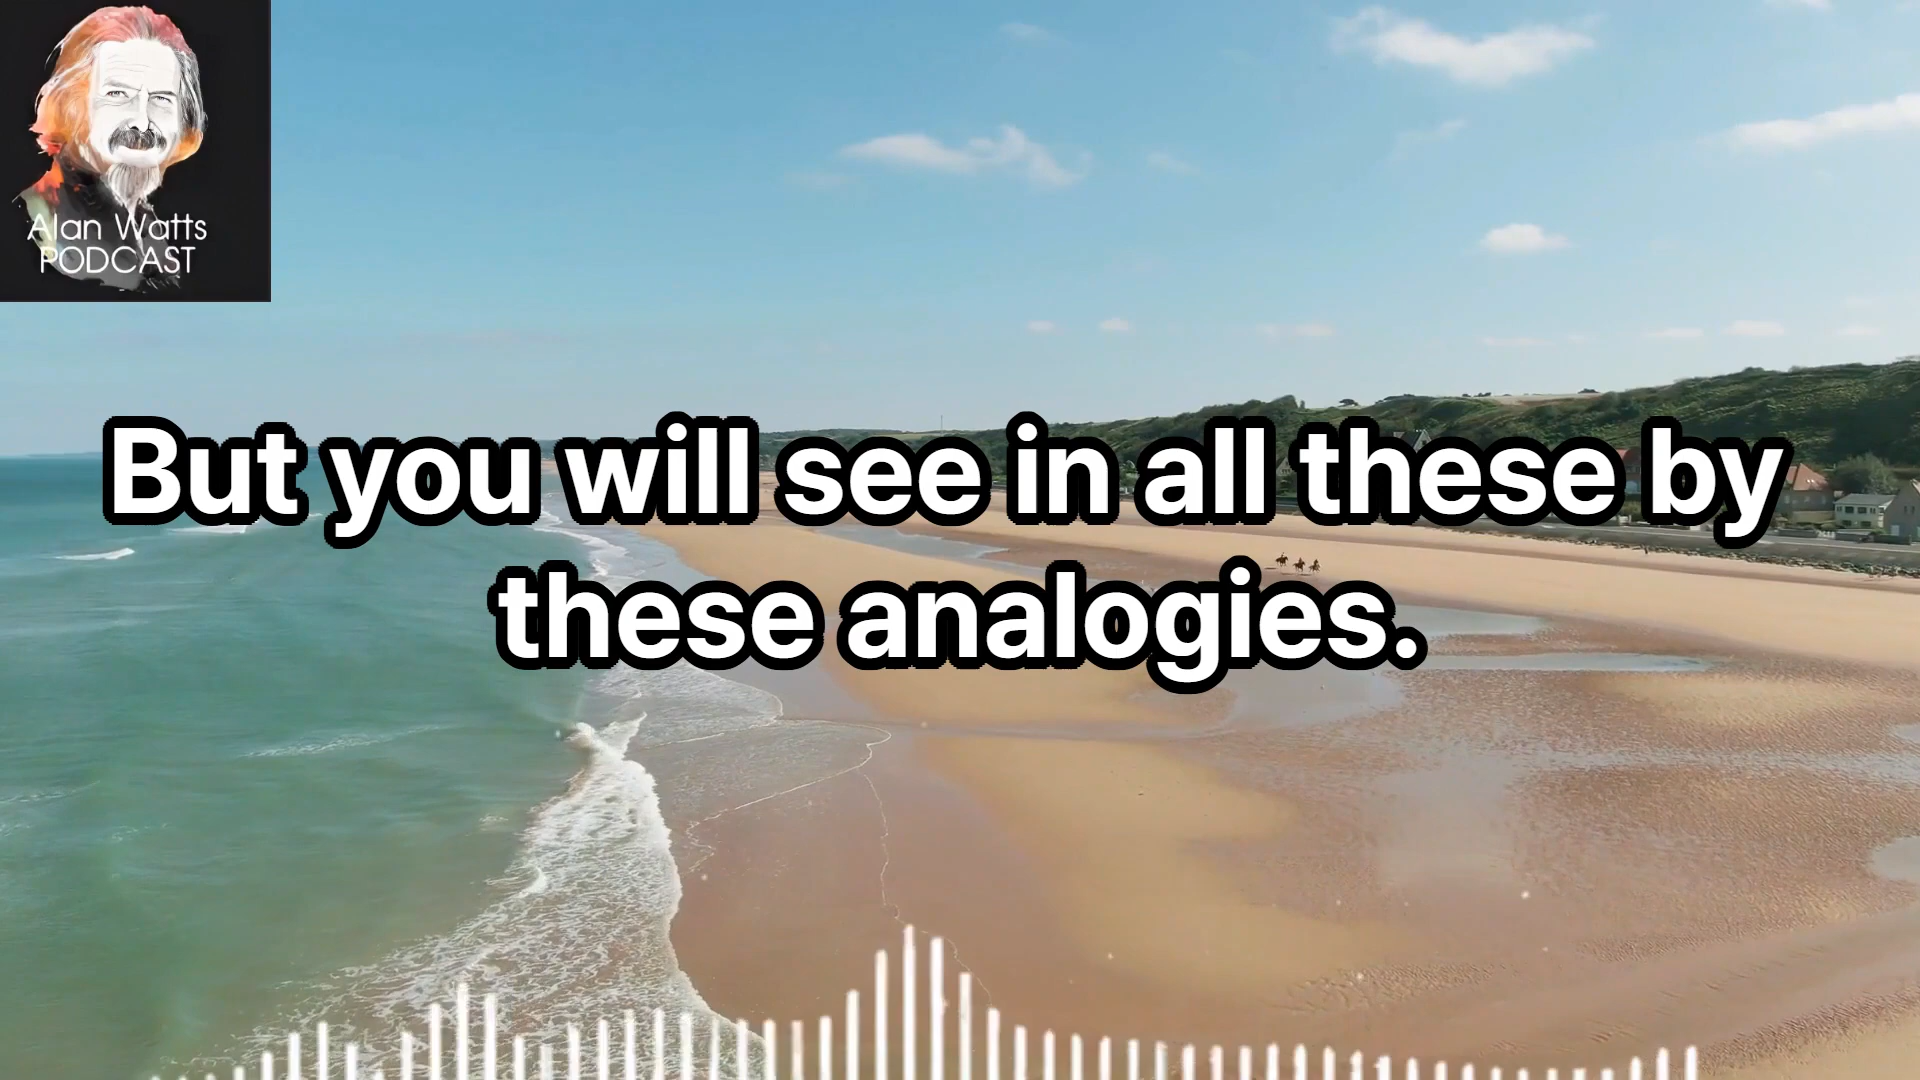 Alan Watts
PODCAST
But you will see in all these by
these analogies.